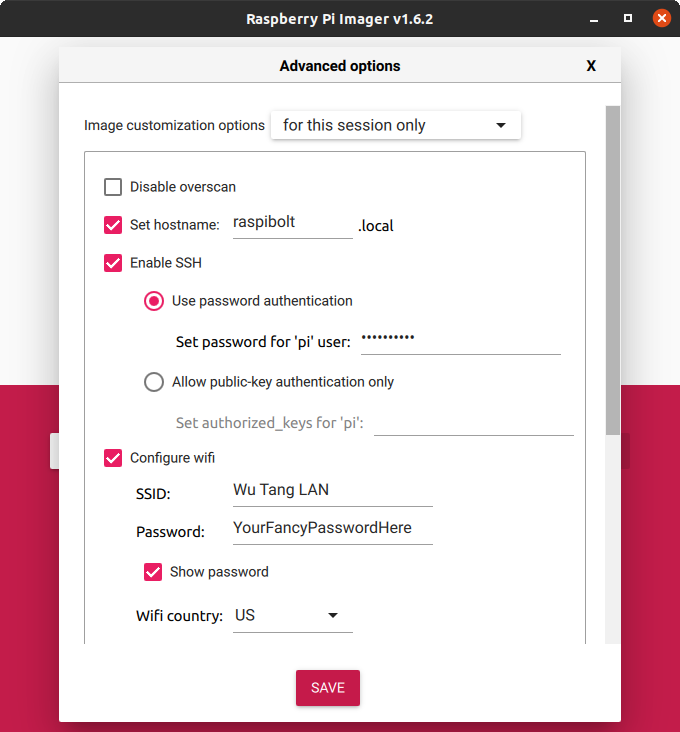 Raspberry Pi Imager v1.6.2
Advanced options X
Image customization options for this session only
Disable overscan
Set hostname: raspibolt .local
Enable SSH
Use password authentication
Set password for 'pi' user: ••••••••••
Allow public-key authentication only
Set authorized_keys for 'pi':
Configure wifi
SSID: Wu Tang LAN
Password: YourFancyPasswordHere
Show password
Wifi country: US
SAVE